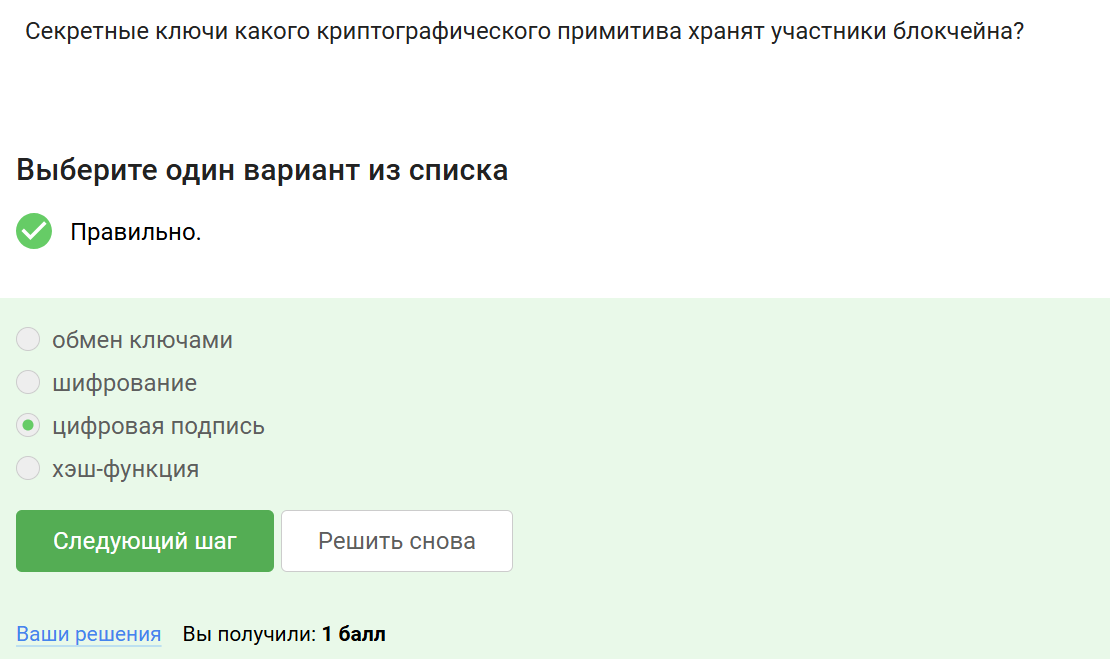 Секретные ключи какого криптографического примитива хранят участники блокчейна?
Выберите один вариант из списка
Правильно.
обмен ключами
шифрование
цифровая подпись
хэш-функция
Следующий шаг Решить снова
Ваши решения Вы получили: 1 балл